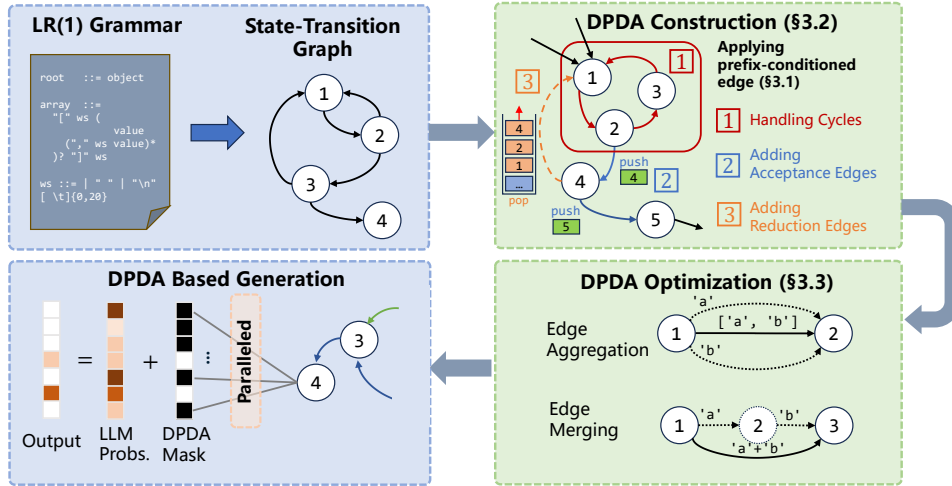 LR(1) Grammar
root   ::= object
array  ::=
"[" ws (
value
("," ws value)*
)? "]" ws
ws ::= | " " | "\n"
[ \t]{0,20}
State-Transition
Graph
1
2
3
4
DPDA Construction (§3.2)
Applying
prefix-conditioned
edge (§3.1)
1 Handling Cycles
2 Adding
Acceptance Edges
3 Adding
Reduction Edges
1
1
3
2
3
4
2
1
...
pop
4
push
4
2
push
5
5
DPDA Based Generation
Output
=
LLM
Probs.
+
DPDA
Mask
...
Paralleled
3
4
DPDA Optimization (§3.3)
Edge
Aggregation
1
'a'
['a', 'b']
'b'
2
Edge
Merging
1
'a'
2
'b'
3
'a'+'b'